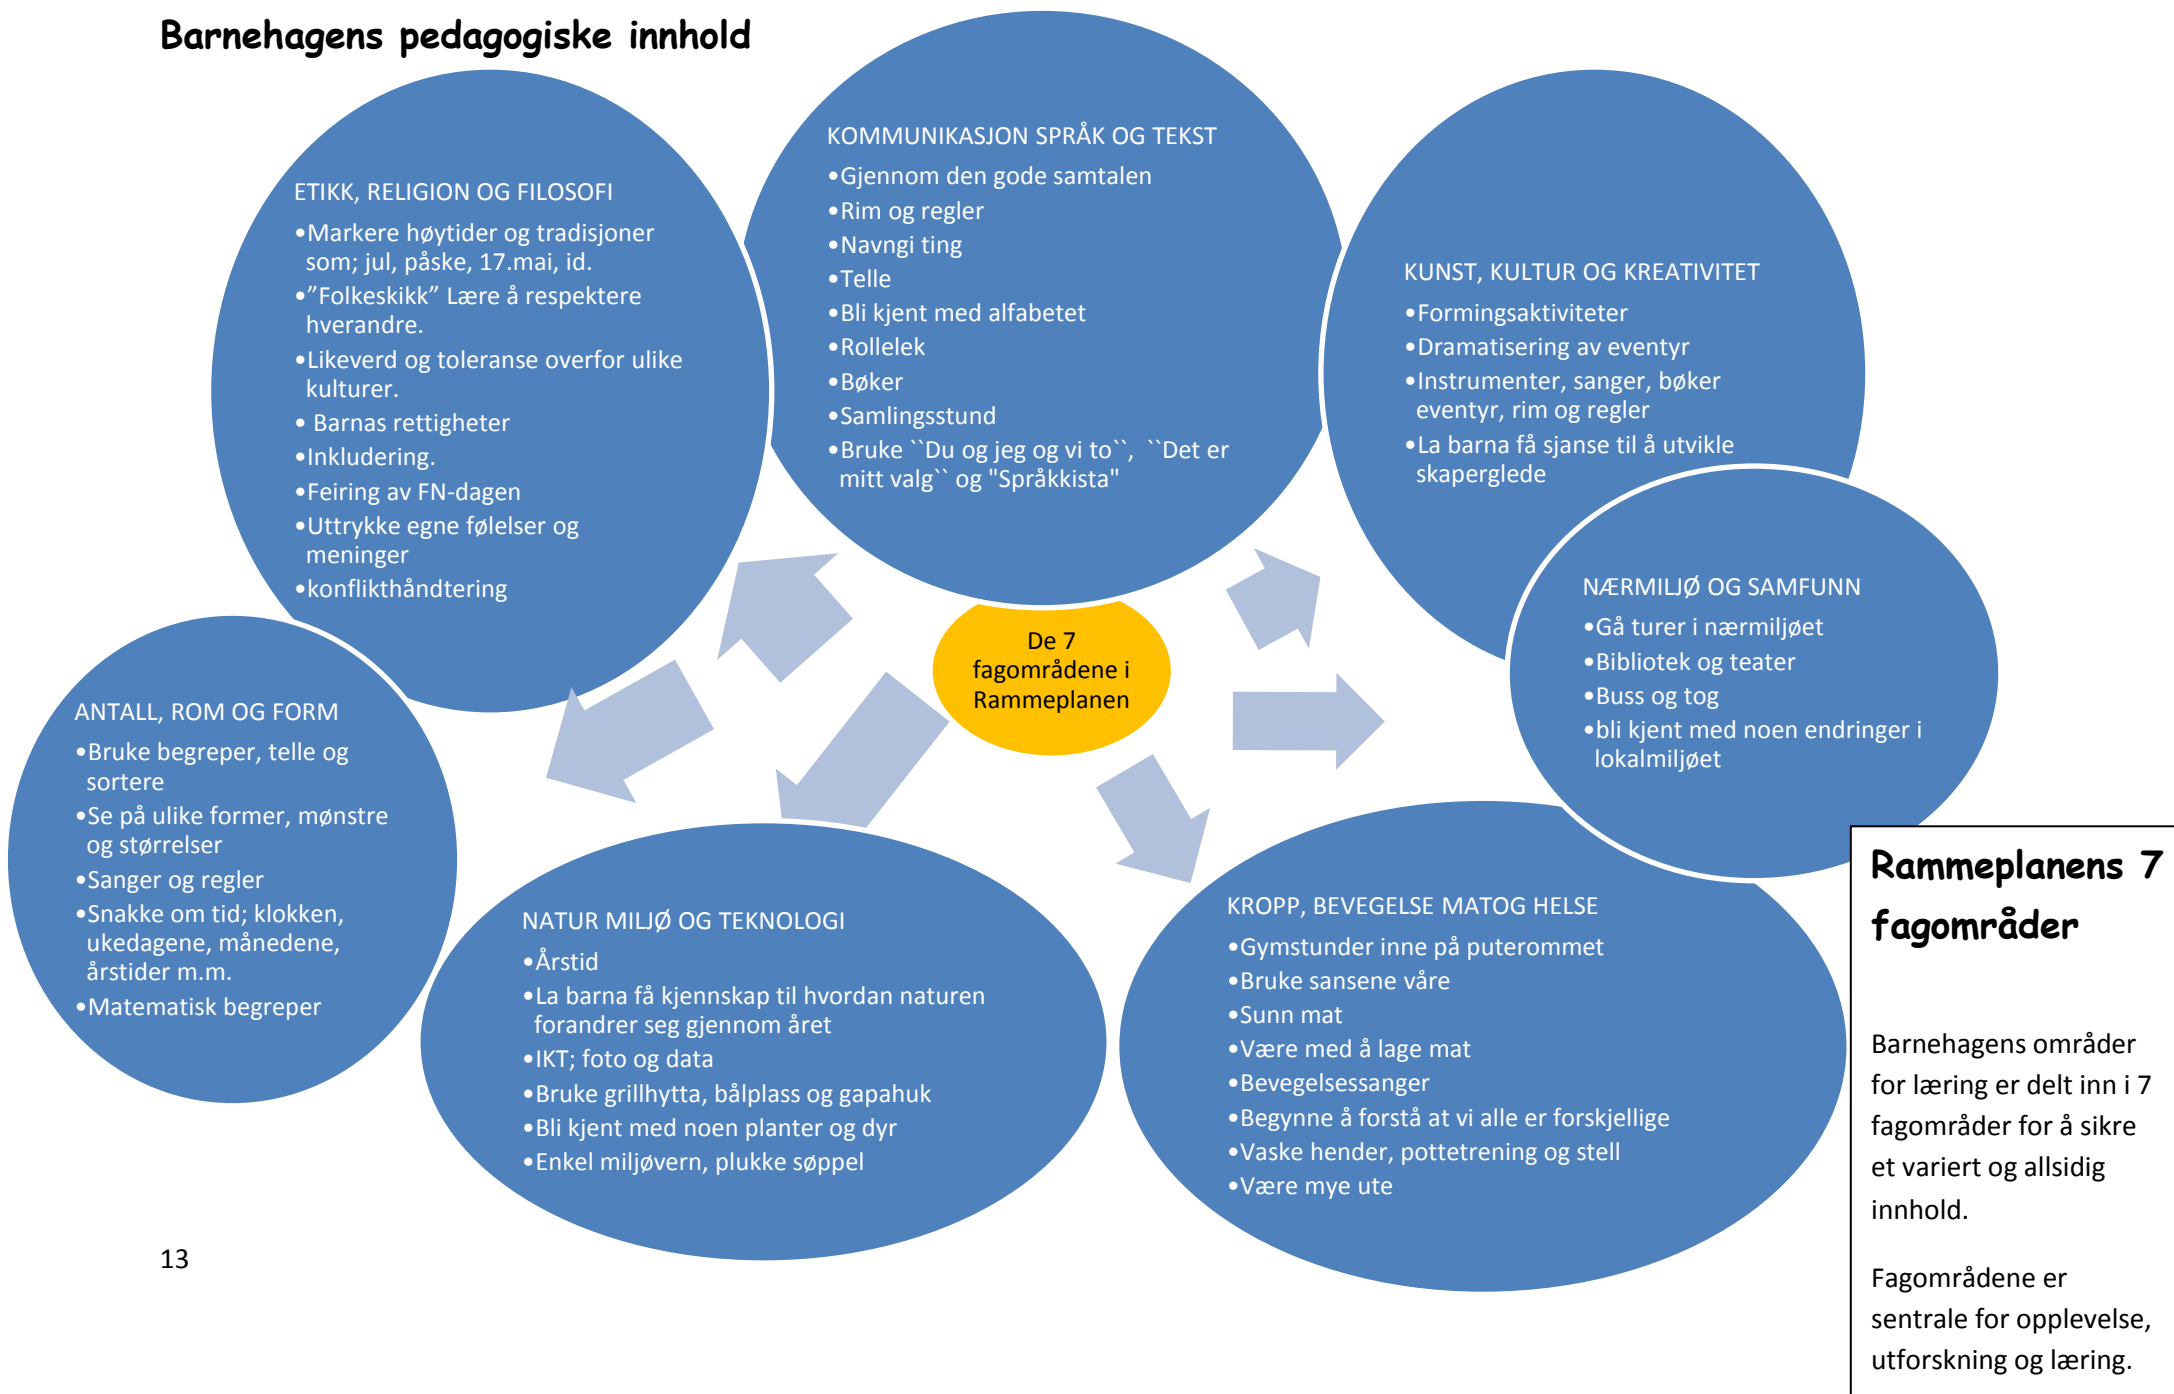 Barnehagens pedagogiske innhold
ETIKK, RELIGION OG FILOSOFI
•Markere høytider og tradisjoner
som; jul, påske, 17.mai, id.
•”Folkeskikk” Lære å respektere
hverandre.
•Likeverd og toleranse overfor ulike
kulturer.
• Barnas rettigheter
•Inkludering.
•Feiring av FN-dagen
•Uttrykke egne følelser og
meninger
•konflikthåndtering
KOMMUNIKASJON SPRÅK OG TEKST
•Gjennom den gode samtalen
•Rim og regler
•Navngi ting
•Telle
•Bli kjent med alfabetet
•Rollelek
•Bøker
•Samlingsstund
•Bruke ``Du og jeg og vi to``, ``Det er
mitt valg`` og "Språkkista"
KUNST, KULTUR OG KREATIVITET
•Formingsaktiviteter
•Dramatisering av eventyr
•Instrumenter, sanger, bøker
eventyr, rim og regler
•La barna få sjanse til å utvikle
skaperglede
NÆRMILJØ OG SAMFUNN
•Gå turer i nærmiljøet
•Bibliotek og teater
•Buss og tog
•bli kjent med noen endringer i
lokalmiljøet
De 7
fagområdene i
Rammeplanen
ANTALL, ROM OG FORM
•Bruke begreper, telle og
sortere
•Se på ulike former, mønstre
og størrelser
•Sanger og regler
•Snakke om tid; klokken,
ukedagene, månedene,
årstider m.m.
•Matematisk begreper
NATUR MILJØ OG TEKNOLOGI
•Årstid
•La barna få kjennskap til hvordan naturen
forandrer seg gjennom året
•IKT; foto og data
•Bruke grillhytta, bålplass og gapahuk
•Bli kjent med noen planter og dyr
•Enkel miljøvern, plukke søppel
KROPP, BEVEGELSE MATOG HELSE
•Gymstunder inne på puterommet
•Bruke sansene våre
•Sunn mat
•Være med å lage mat
•Bevegelsessanger
•Begynne å forstå at vi alle er forskjellige
•Vaske hender, pottetrening og stell
•Være mye ute
Rammeplanens 7
fagområder
Barnehagens områder
for læring er delt inn i 7
fagområder for å sikre
et variert og allsidig
innhold.
Fagområdene er
sentrale for opplevelse,
utforskning og læring.
13